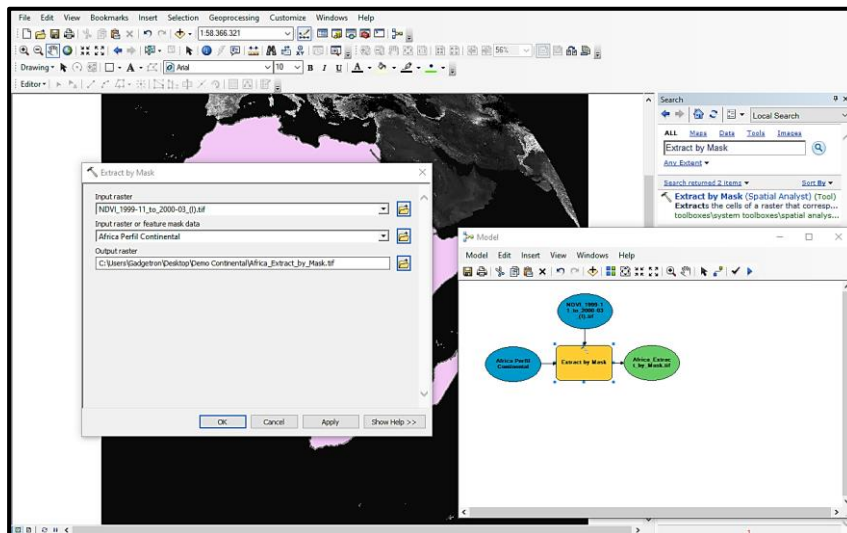 File Edit View Bookmarks Insert Selection Geoprocessing Customize Windows Help
1:58.366.321
56%
Drawing Arial 10 B I U A
Editor
Search
Local Search
ALL Maps Data Tools Images
Extract by Mask
Any Extent
Search returned 2 items Sort By
Extract by Mask (Spatial Analyst) (Tool)
Extracts the cells of a raster that corresp...
toolboxes\system toolboxes\spatial analys...
Extract by Mask
Input raster
NDVI_1999-11_to_2000-03_(I).tif
Input raster or feature mask data
Africa Perfil Continental
Output raster
C:\Users\Gadgetron\Desktop\Demo Continental\Africa_Extract_by_Mask.tif
OK Cancel Apply Show Help >>
Model
Model Edit Insert View Windows Help
NDVI_1999-1
1_to_2000-03
_(I).tif
Africa Perfil
Continental
Extract by Mask
Africa_Extrac
t_by_Mask.tif